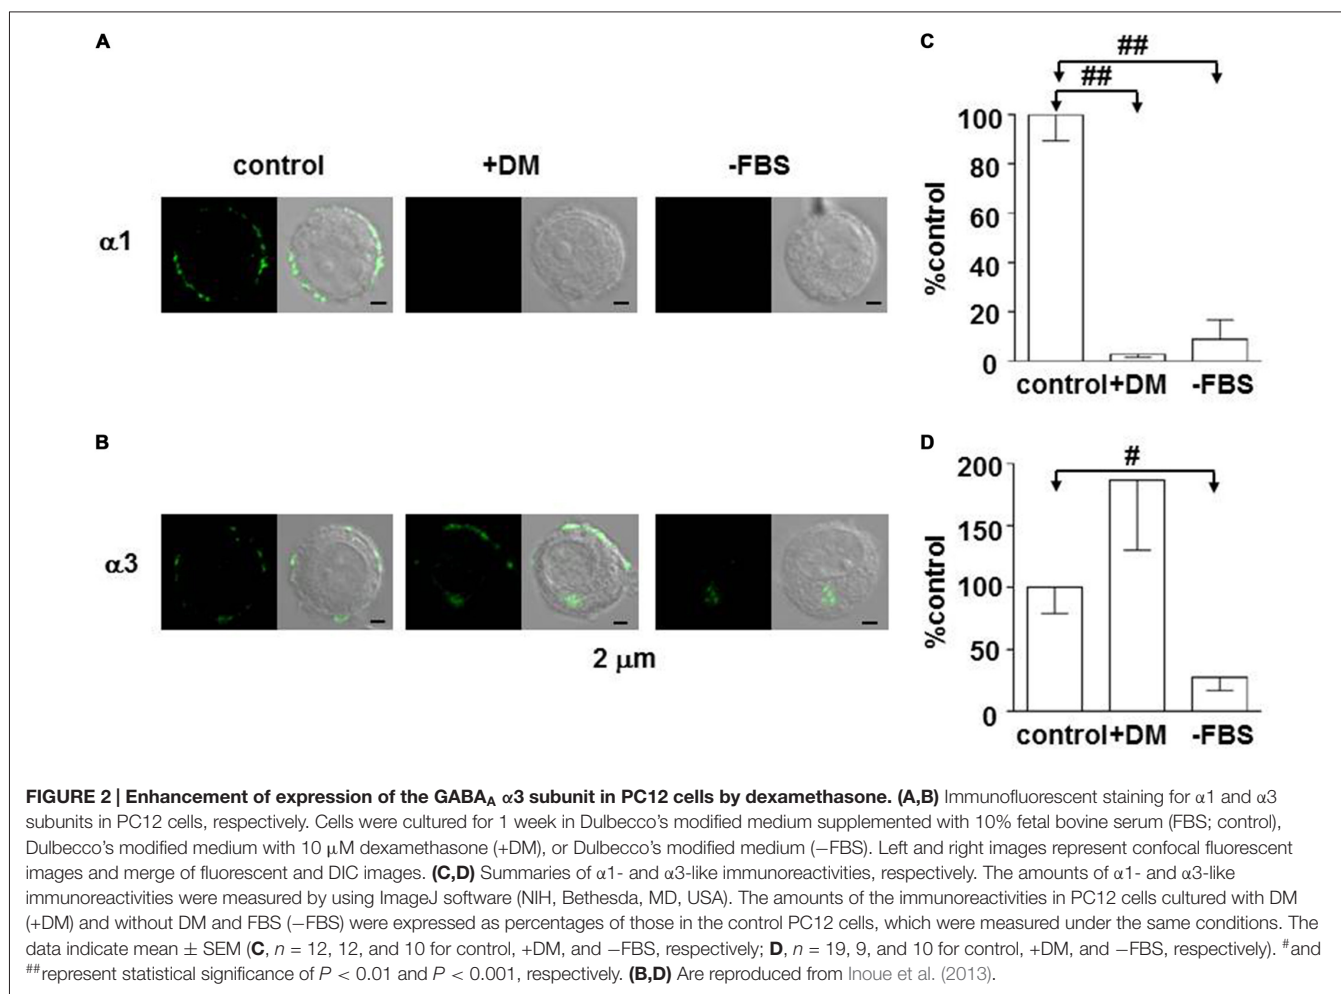 A
control +DM -FBS
α1
B
α3
2 μm
C
##
##
100
80
60
40
20
0
%control
control +DM -FBS
D
#
200
150
100
50
0
%control
control +DM -FBS
FIGURE 2 | Enhancement of expression of the GABAA α3 subunit in PC12 cells by dexamethasone. (A,B) Immunofluorescent staining for α1 and α3
subunits in PC12 cells, respectively. Cells were cultured for 1 week in Dulbecco’s modified medium supplemented with 10% fetal bovine serum (FBS; control),
Dulbecco’s modified medium with 10 μM dexamethasone (+DM), or Dulbecco’s modified medium (−FBS). Left and right images represent confocal fluorescent
images and merge of fluorescent and DIC images. (C,D) Summaries of α1- and α3-like immunoreactivities, respectively. The amounts of α1- and α3-like
immunoreactivities were measured by using ImageJ software (NIH, Bethesda, MD, USA). The amounts of the immunoreactivities in PC12 cells cultured with DM
(+DM) and without DM and FBS (−FBS) were expressed as percentages of those in the control PC12 cells, which were measured under the same conditions. The
data indicate mean ± SEM (C, n = 12, 12, and 10 for control, +DM, and −FBS, respectively; D, n = 19, 9, and 10 for control, +DM, and −FBS, respectively). #and
##represent statistical significance of P < 0.01 and P < 0.001, respectively. (B,D) Are reproduced from Inoue et al. (2013).